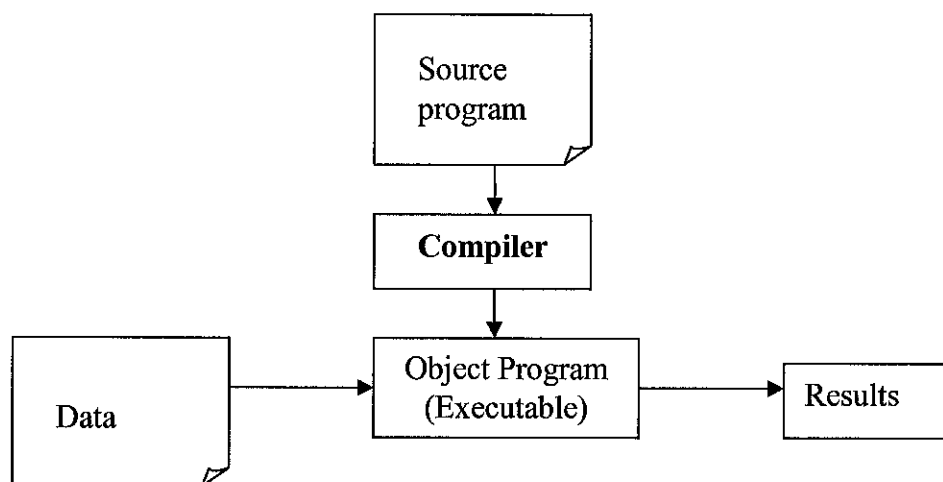 Source
program
Compiler
Object Program
(Executable)
Data
Results